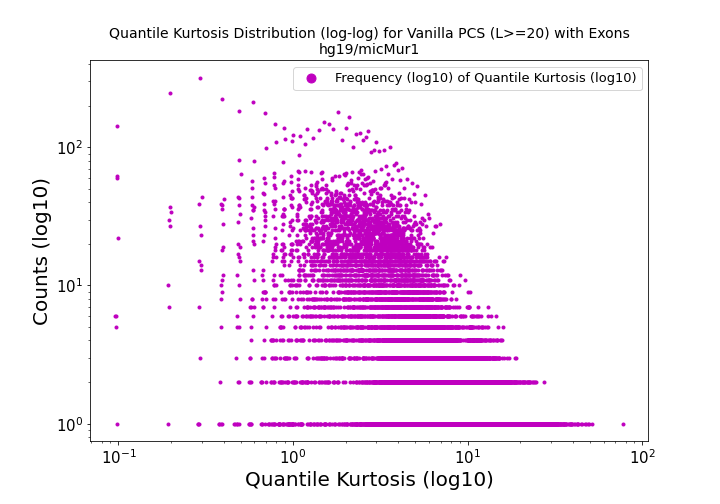 Quantile Kurtosis Distribution (log-log) for Vanilla PCS (L>=20) with Exons
hg19/micMur1
Frequency (log10) of Quantile Kurtosis (log10)
Counts (log10)
10²
10¹
10⁰
10⁻¹ 10⁰ 10¹ 10²
Quantile Kurtosis (log10)